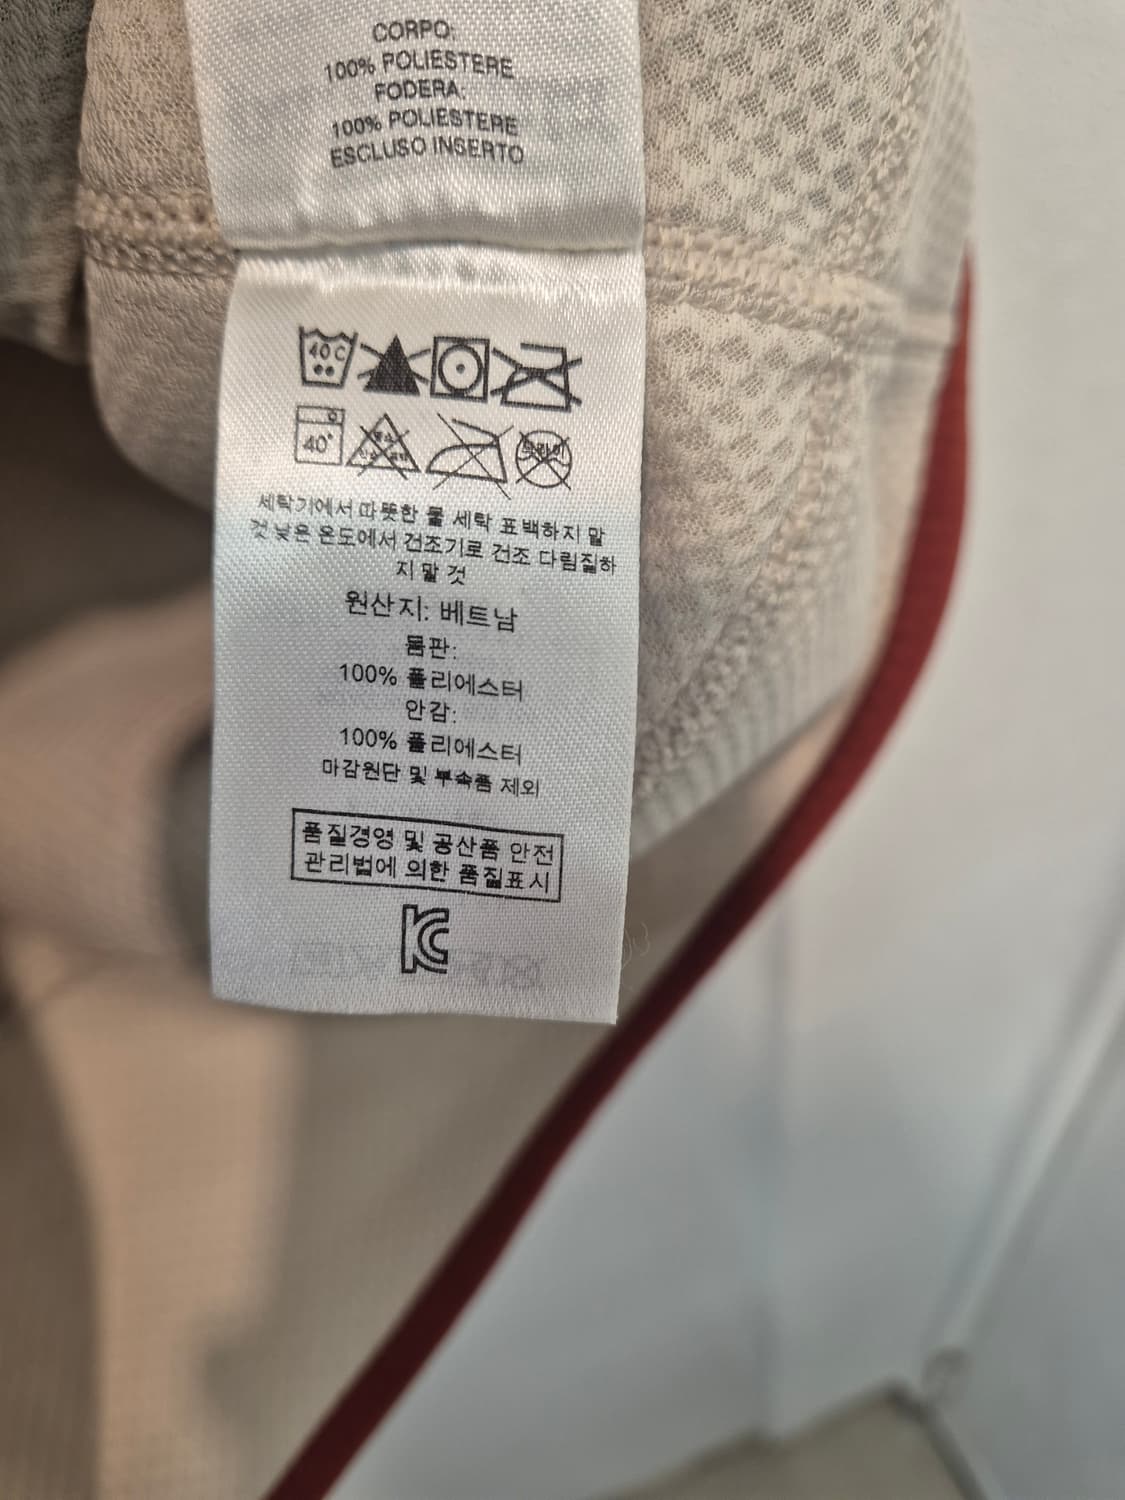 CORPO:
100% POLIESTERE
FODERA:
100% POLIESTERE
ESCLUSO INSERTO
40 C
40°
세탁기에서 따뜻한 물 세탁 표백하지 말
것 낮은 온도에서 건조기로 건조 다림질하
지 말 것
원산지: 베트남
몸판:
100% 폴리에스터
안감:
100% 폴리에스터
마감원단 및 부속품 제외
품질경영 및 공산품 안전
관리법에 의한 품질표시
KC